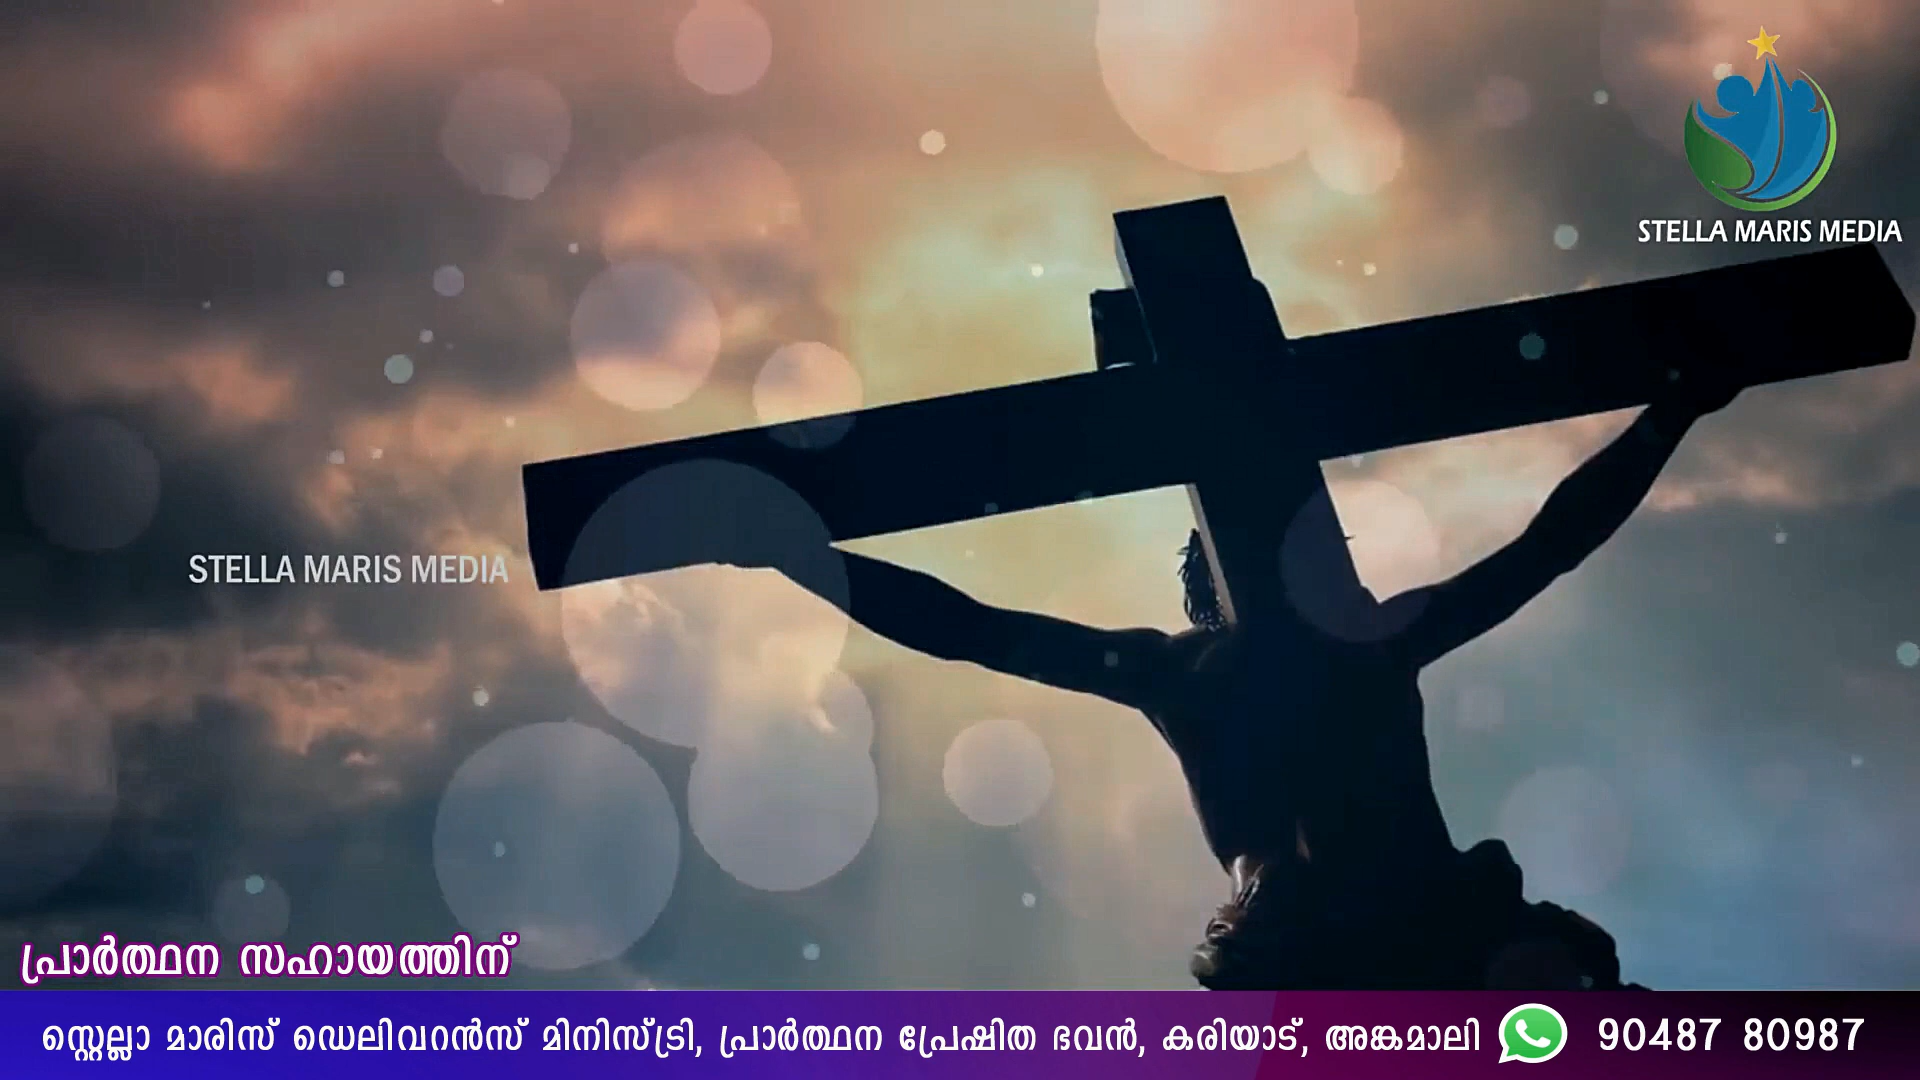 STELLA MARIS MEDIA
STELLA MARIS MEDIA
പ്രാർത്ഥന സഹായത്തിന്
സ്റ്റെല്ലാ മാരിസ് ഡെലിവറൻസ് മിനിസ്ട്രി, പ്രാർത്ഥന പ്രേഷിത ഭവൻ, കരിയാട്, അങ്കമാലി 90487 80987